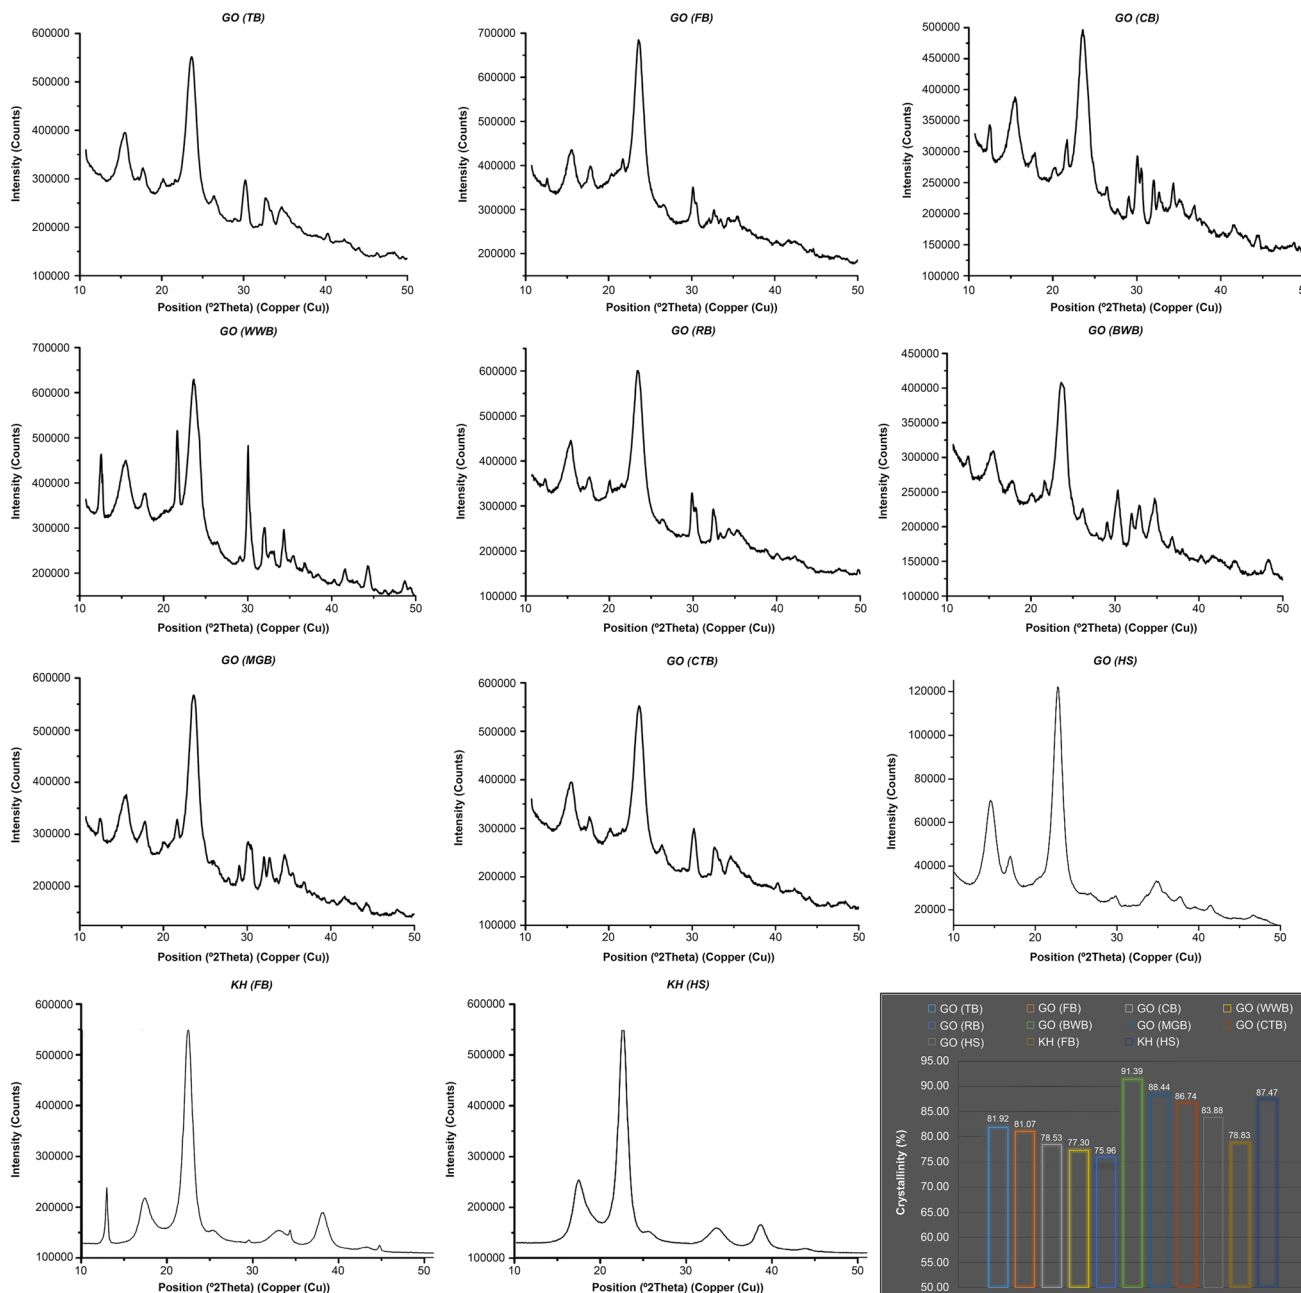 GO (TB)
600000
500000
400000
300000
200000
100000
Intensity (Counts)
10 20 30 40 50
Position (º2Theta) (Copper (Cu))
GO (FB)
700000
600000
500000
400000
300000
200000
Intensity (Counts)
10 20 30 40 50
Position (º2Theta) (Copper (Cu))
GO (CB)
500000
450000
400000
350000
300000
250000
200000
150000
100000
Intensity (Counts)
10 20 30 40 50
Position (º2Theta) (Copper (Cu))
GO (WWB)
700000
600000
500000
400000
300000
200000
Intensity (Counts)
10 20 30 40 50
Position (º2Theta) (Copper (Cu))
GO (RB)
600000
500000
400000
300000
200000
100000
Intensity (Counts)
10 20 30 40 50
Position (º2Theta) (Copper (Cu))
GO (BWB)
450000
400000
350000
300000
250000
200000
150000
100000
Intensity (Counts)
10 20 30 40 50
Position (º2Theta) (Copper (Cu))
GO (MGB)
600000
500000
400000
300000
200000
Intensity (Counts)
10 20 30 40 50
Position (º2Theta) (Copper (Cu))
GO (CTB)
600000
500000
400000
300000
200000
100000
Intensity (Counts)
10 20 30 40 50
Position (º2Theta) (Copper (Cu))
GO (HS)
120000
100000
80000
60000
40000
20000
Intensity (Counts)
10 20 30 40 50
Position (º2Theta) (Copper (Cu))
KH (FB)
600000
500000
400000
300000
200000
100000
Intensity (Counts)
10 20 30 40 50
Position (º2Theta) (Copper (Cu))
KH (HS)
600000
500000
400000
300000
200000
100000
Intensity (Counts)
10 20 30 40 50
Position (º2Theta) (Copper (Cu))
GO (TB) GO (FB) GO (CB) GO (WWB)
GO (RB) GO (BWB) GO (MGB) GO (CTB)
GO (HS) KH (FB) KH (HS)
95.00
90.00
85.00
80.00
75.00
70.00
65.00
60.00
55.00
50.00
Crystallinity (%)
81.92 81.07 78.53 77.30 75.96 91.39 88.44 86.74 83.88 78.83 87.47